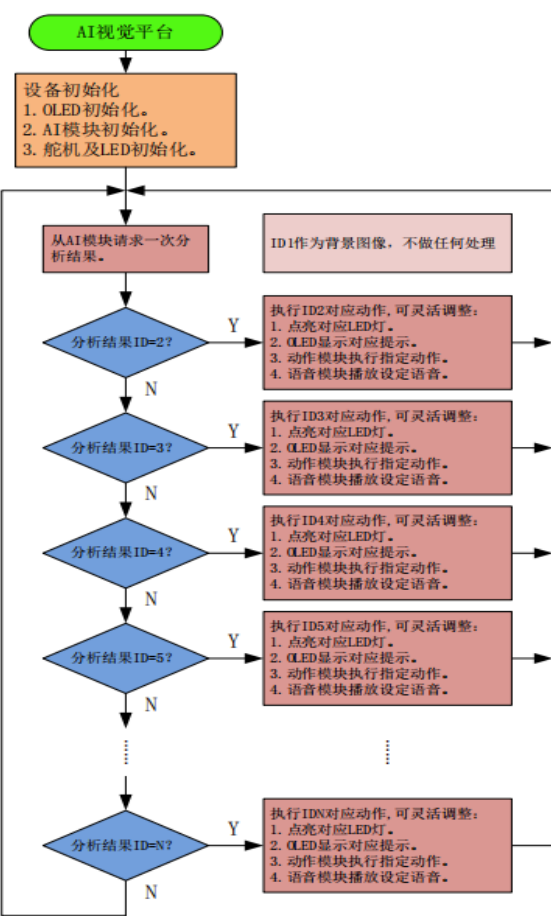 AI视觉平台
设备初始化
1. OLED初始化。
2. AI模块初始化。
3. 舵机及LED初始化。
从AI模块请求一次分
析结果。
ID1作为背景图像，不做任何处理
分析结果ID=2?
Y
N
执行ID2对应动作,可灵活调整:
1. 点亮对应LED灯。
2. OLED显示对应提示。
3. 动作模块执行指定动作。
4. 语音模块播放设定语音。
分析结果ID=3?
Y
N
执行ID3对应动作,可灵活调整:
1. 点亮对应LED灯。
2. OLED显示对应提示。
3. 动作模块执行指定动作。
4. 语音模块播放设定语音。
分析结果ID=4?
Y
N
执行ID4对应动作,可灵活调整:
1. 点亮对应LED灯。
2. OLED显示对应提示。
3. 动作模块执行指定动作。
4. 语音模块播放设定语音。
分析结果ID=5?
Y
N
执行ID5对应动作,可灵活调整:
1. 点亮对应LED灯。
2. OLED显示对应提示。
3. 动作模块执行指定动作。
4. 语音模块播放设定语音。
……
……
分析结果ID=N?
Y
N
执行IDN对应动作,可灵活调整:
1. 点亮对应LED灯。
2. OLED显示对应提示。
3. 动作模块执行指定动作。
4. 语音模块播放设定语音。